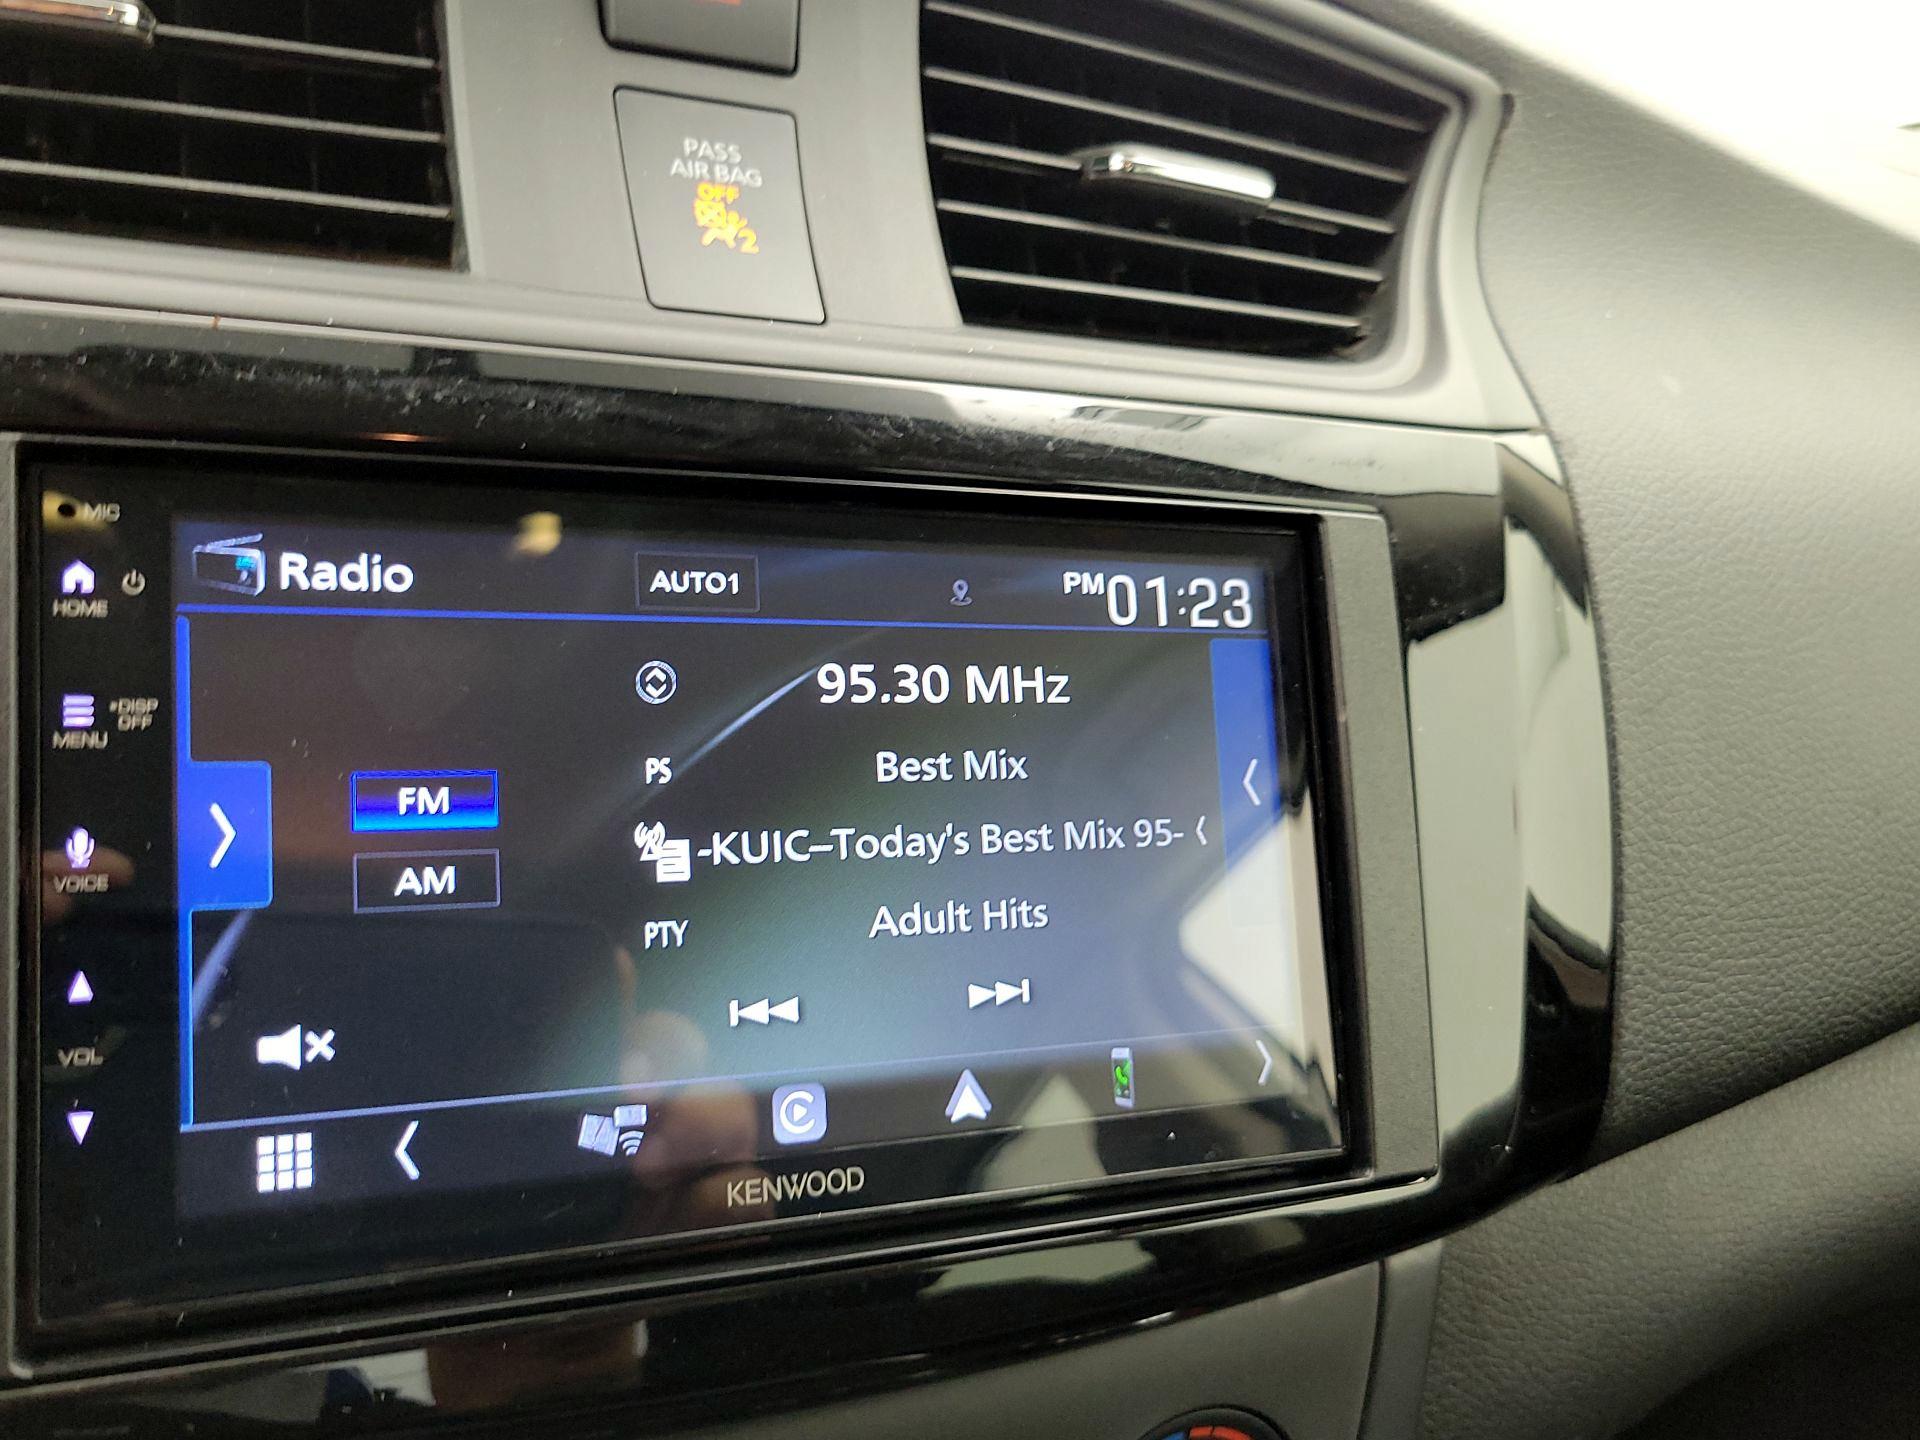 PASS
AIR BAG
OFF
2
MIC
HOME
DISP
OFF
MENU
VOICE
VOL
Radio
AUTO1
PM 01:23
95.30 MHz
PS Best Mix
-KUIC–Today's Best Mix 95-
PTY Adult Hits
FM
AM
KENWOOD